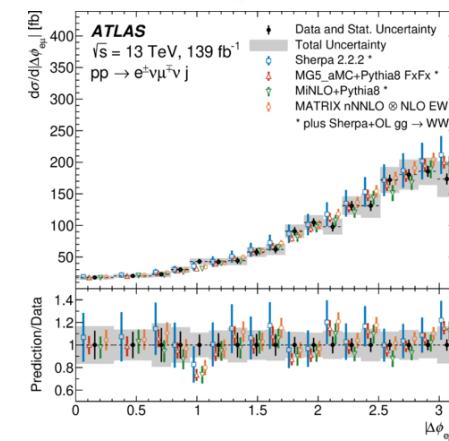 dσ/d|Δφeμ| [fb]
400
350
300
250
200
150
100
50
ATLAS
√s = 13 TeV, 139 fb⁻¹
pp → e±νμ∓ν j
Data and Stat. Uncertainty
Total Uncertainty
Sherpa 2.2.2 *
MG5_aMC+Pythia8 FxFx *
MiNLO+Pythia8 *
MATRIX nNNLO ⊗ NLO EW
* plus Sherpa+OL gg → WW
Prediction/Data
1.4
1.2
1
0.8
0.6
0 0.5 1 1.5 2 2.5 3
|Δφe